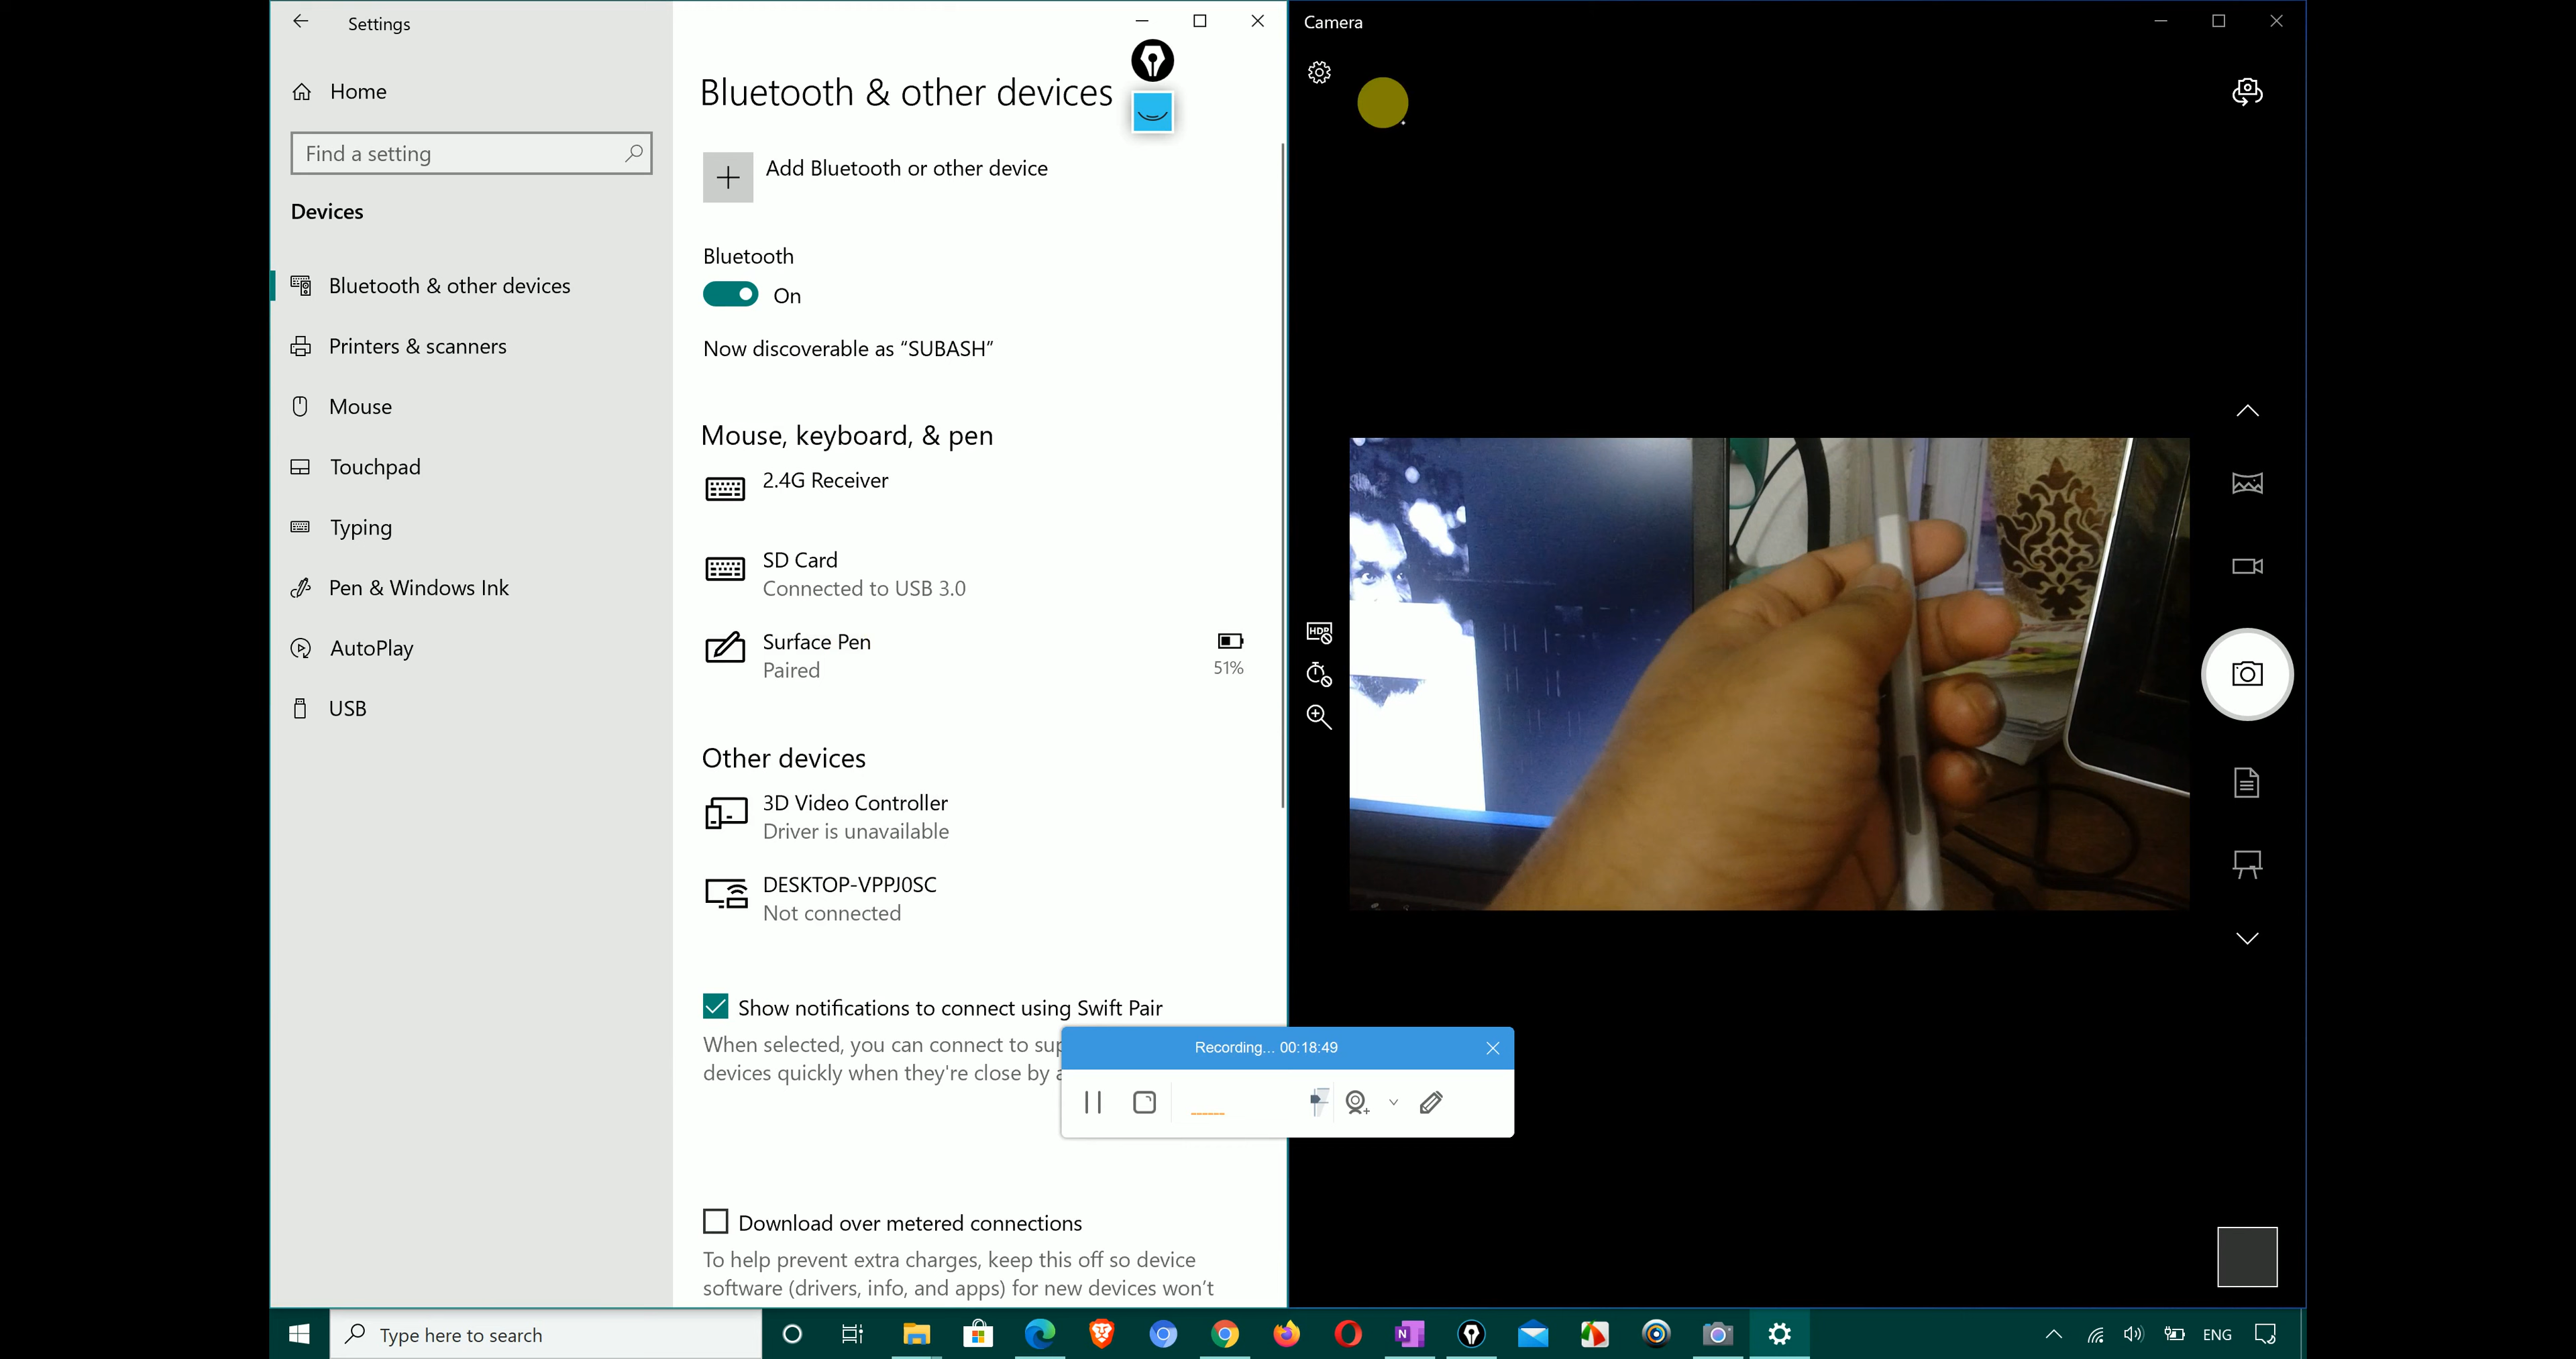 Settings
Home
Find a setting
Devices
Bluetooth & other devices
Printers & scanners
Mouse
Touchpad
Typing
Pen & Windows Ink
AutoPlay
USB
Bluetooth & other devices
Add Bluetooth or other device
Bluetooth
On
Now discoverable as “SUBASH”
Mouse, keyboard, & pen
2.4G Receiver
SD Card
Connected to USB 3.0
Surface Pen
Paired
51%
Other devices
3D Video Controller
Driver is unavailable
DESKTOP-VPPJ0SC
Not connected
Show notifications to connect using Swift Pair
When selected, you can connect to
devices quickly when they're close by
Download over metered connections
To help prevent extra charges, keep this off so device
software (drivers, info, and apps) for new devices won't
Camera
HDR
Recording... 00:18:49
Type here to search
N
ENG